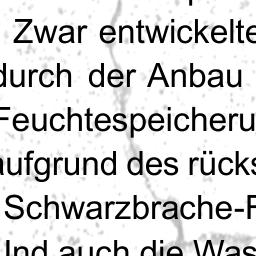 Zwar entwickelte
durch der Anbau
Feuchtespeicheru
aufgrund des rücks
Schwarzbrache-F
Und auch die Was